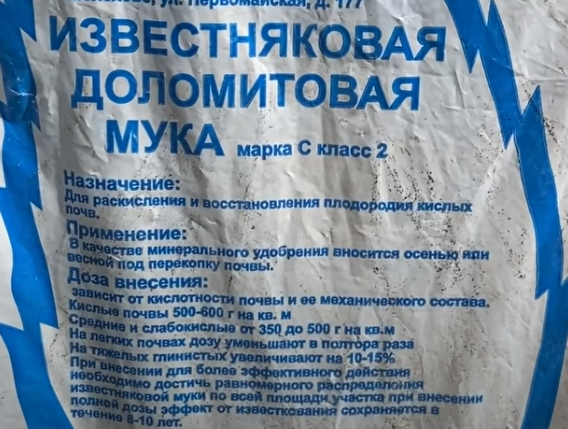 ул. Первомайская, д. 177
ИЗВЕСТНЯКОВАЯ
ДОЛОМИТОВАЯ
МУКА марка С класс 2
Назначение:
Для раскисления и восстановления плодородия кислых
почв.
Применение:
В качестве минерального удобрения вносится осенью или
весной под перекопку почвы.
Доза внесения:
зависит от кислотности почвы и ее механического состава.
Кислые почвы 500-600 г на кв. м
Средние и слабокислые от 350 до 500 г на кв.м
На легких почвах дозу уменьшают в полтора раза
На тяжелых глинистых увеличивают на 10-15%
При внесении для более эффективного действия
необходимо достичь равномерного распределения
известняковой муки по всей площади участка при внесении
полной дозы эффект от известкования сохраняется в
течение 8-10 лет.